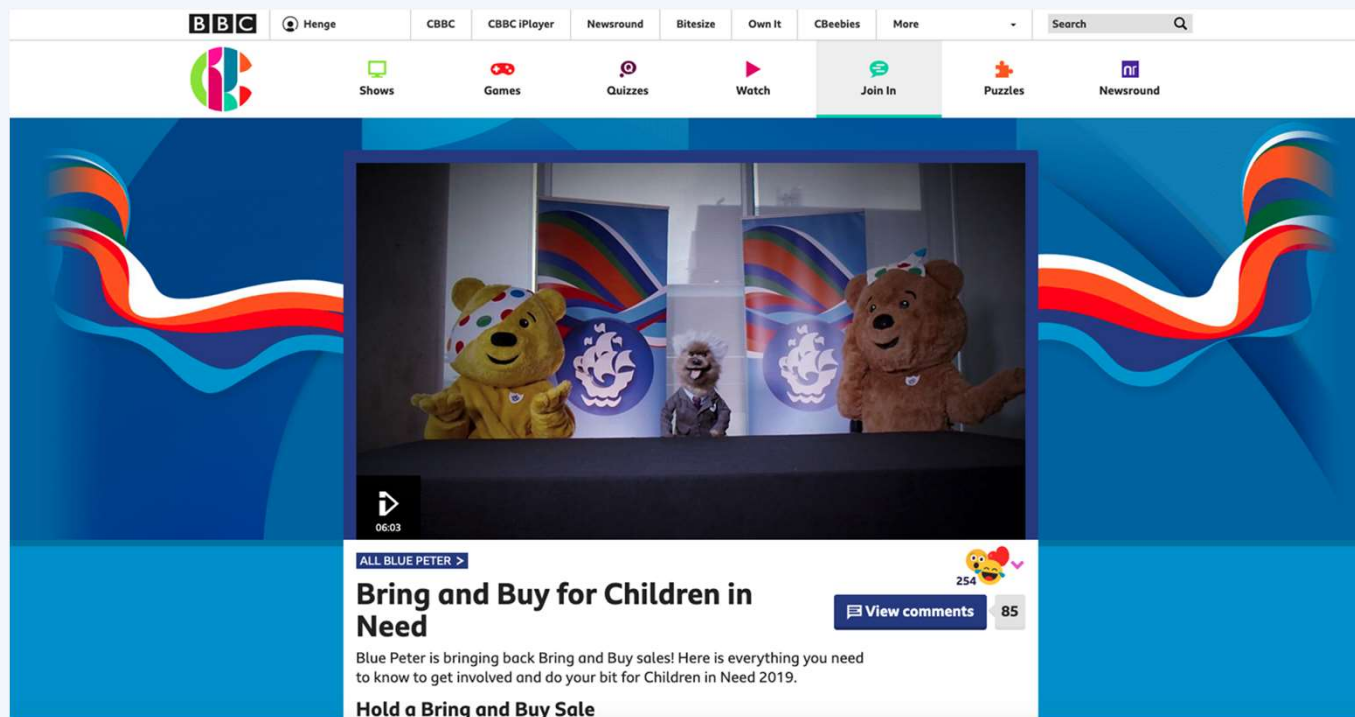 BBC Henge CBBC CBBC iPlayer Newsround Bitesize Own It CBeebies More Search
Shows Games Quizzes Watch Join In Puzzles nr Newsround
06:03
ALL BLUE PETER >
254
Bring and Buy for Children in
Need
View comments 85
Blue Peter is bringing back Bring and Buy sales! Here is everything you need
to know to get involved and do your bit for Children in Need 2019.
Hold a Bring and Buy Sale